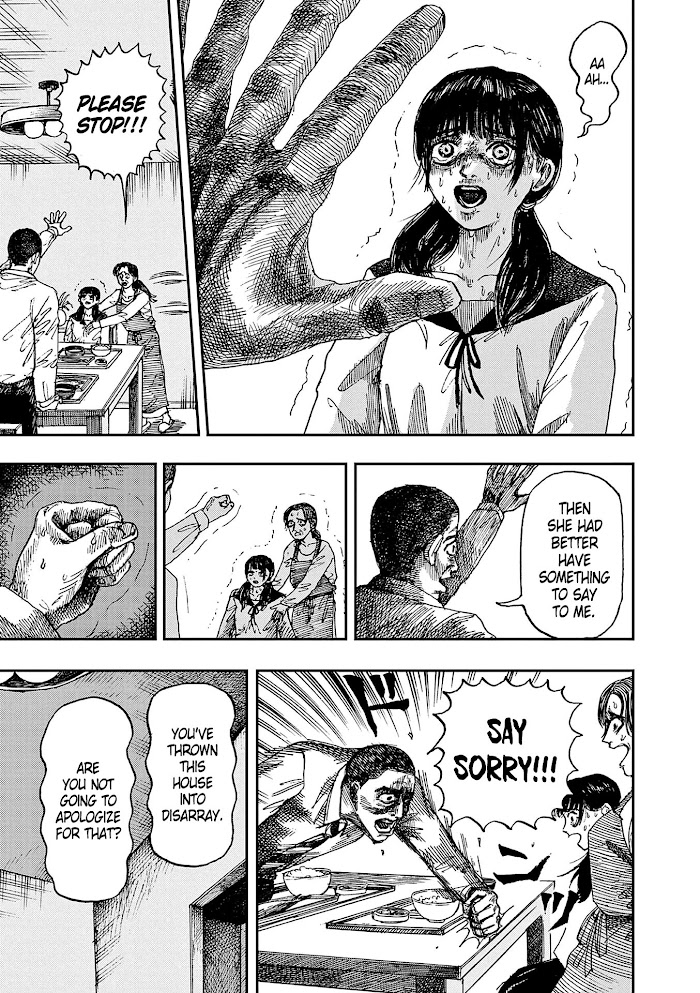 AA
AH...
PLEASE
STOP!!!
THEN
SHE HAD
BETTER
HAVE
SOMETHING
TO SAY
TO ME.
SAY
SORRY!!!
ド
YOU'VE
THROWN
THIS
HOUSE
INTO
DISARRAY.
ARE
YOU NOT
GOING TO
APOLOGIZE
FOR THAT?